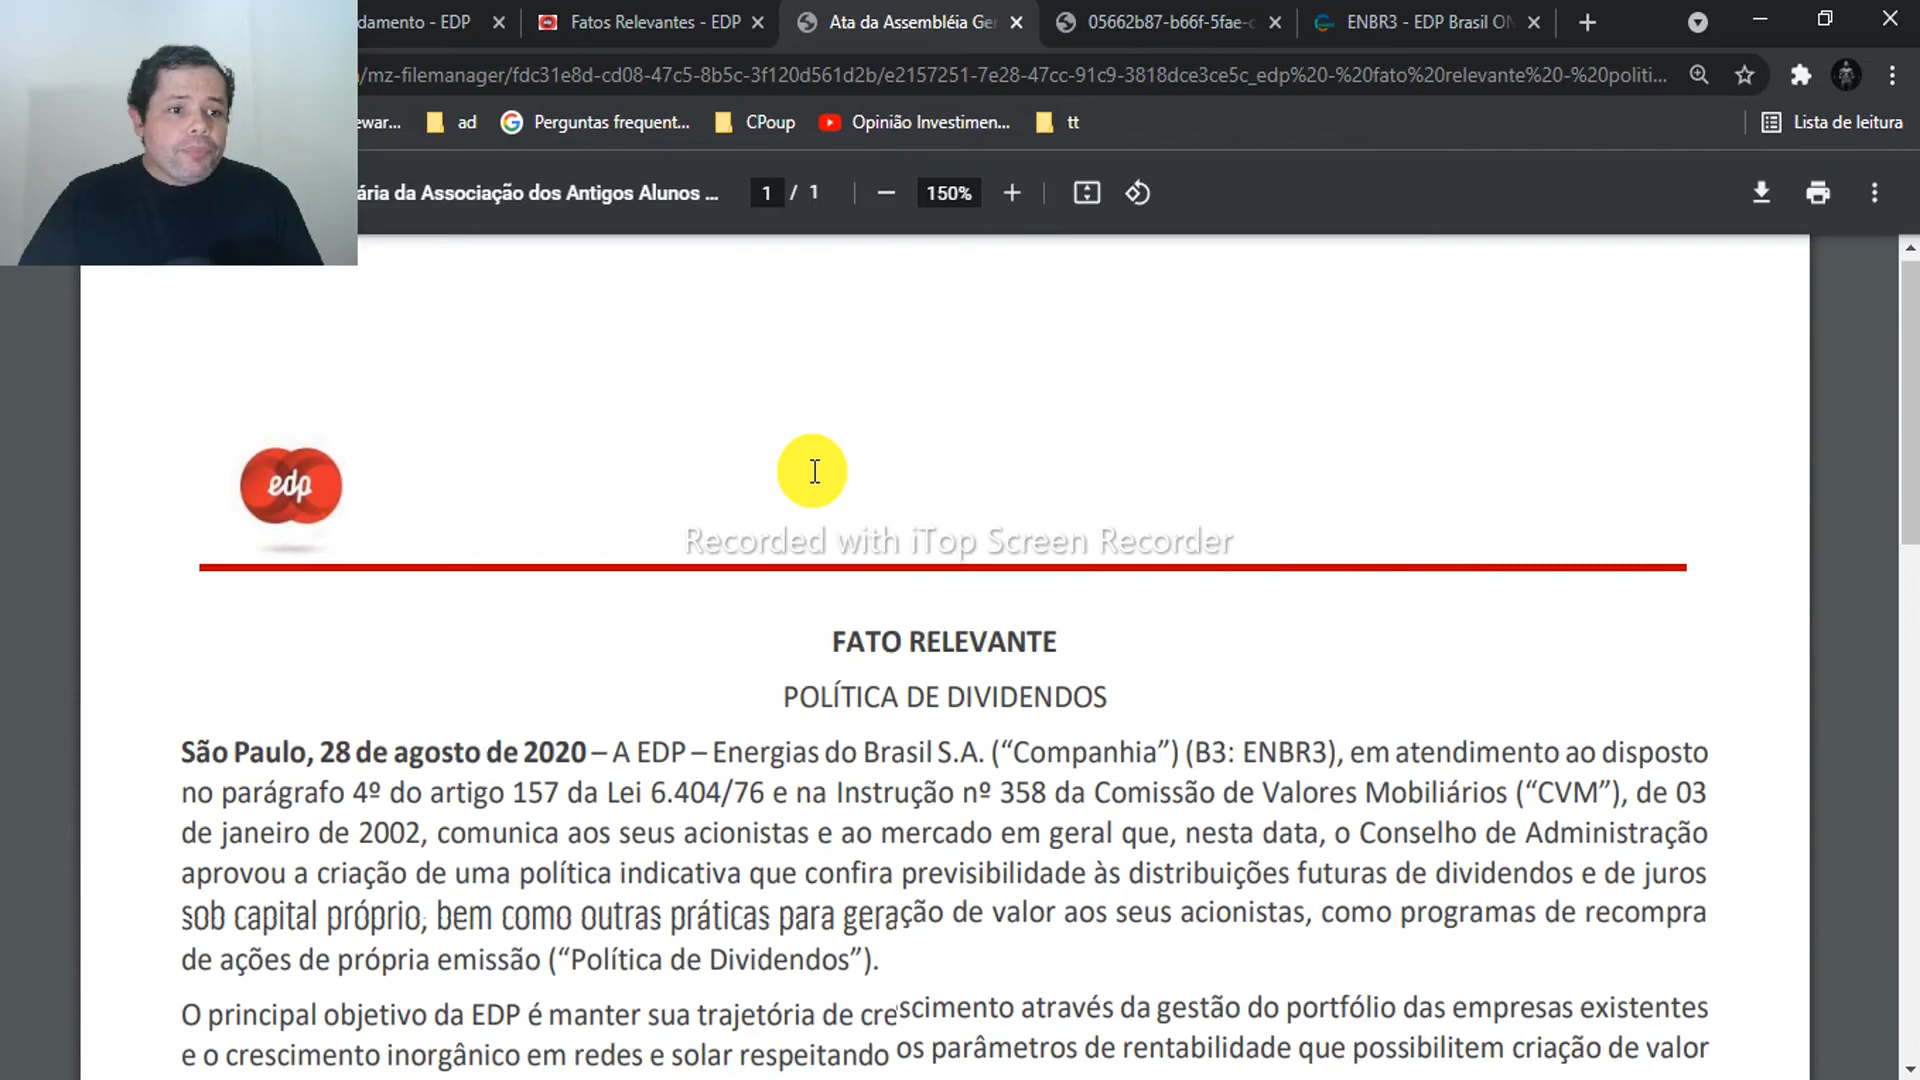 damento - EDP
Fatos Relevantes - EDP
Ata da Assembléia Ger
05662b87-b66f-5fae-c
ENBR3 - EDP Brasil ON
/mz-filemanager/fdc31e8d-cd08-47c5-8b5c-3f120d561d2b/e2157251-7e28-47cc-91c9-3818dce3ce5c_edp%20-%20fato%20relevante%20-%20politi...
ewar...
ad
Perguntas frequent...
CPoup
Opinião Investimen...
tt
Lista de leitura
ária da Associação dos Antigos Alunos ...
1 / 1
150%
edp
Recorded with iTop Screen Recorder
FATO RELEVANTE
POLÍTICA DE DIVIDENDOS
São Paulo, 28 de agosto de 2020 – A EDP – Energias do Brasil S.A. (“Companhia”) (B3: ENBR3), em atendimento ao disposto
no parágrafo 4º do artigo 157 da Lei 6.404/76 e na Instrução nº 358 da Comissão de Valores Mobiliários (“CVM”), de 03
de janeiro de 2002, comunica aos seus acionistas e ao mercado em geral que, nesta data, o Conselho de Administração
aprovou a criação de uma política indicativa que confira previsibilidade às distribuições futuras de dividendos e de juros
sob capital próprio, bem como outras práticas para geração de valor aos seus acionistas, como programas de recompra
de ações de própria emissão (“Política de Dividendos”).
O principal objetivo da EDP é manter sua trajetória de crescimento através da gestão do portfólio das empresas existentes
e o crescimento inorgânico em redes e solar respeitando os parâmetros de rentabilidade que possibilitem criação de valor